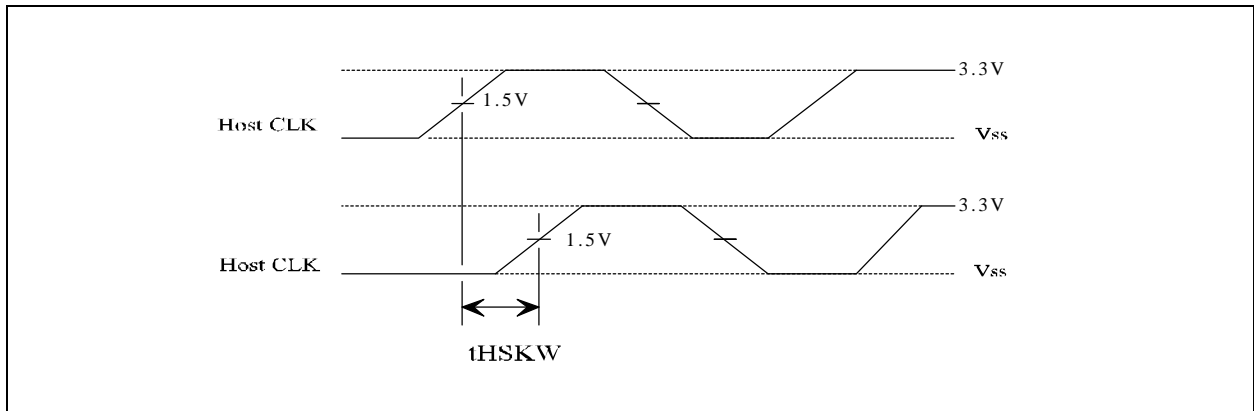 3.3V
1.5V
Host CLK
Vss
3.3V
1.5V
Host CLK
Vss
tHSKW